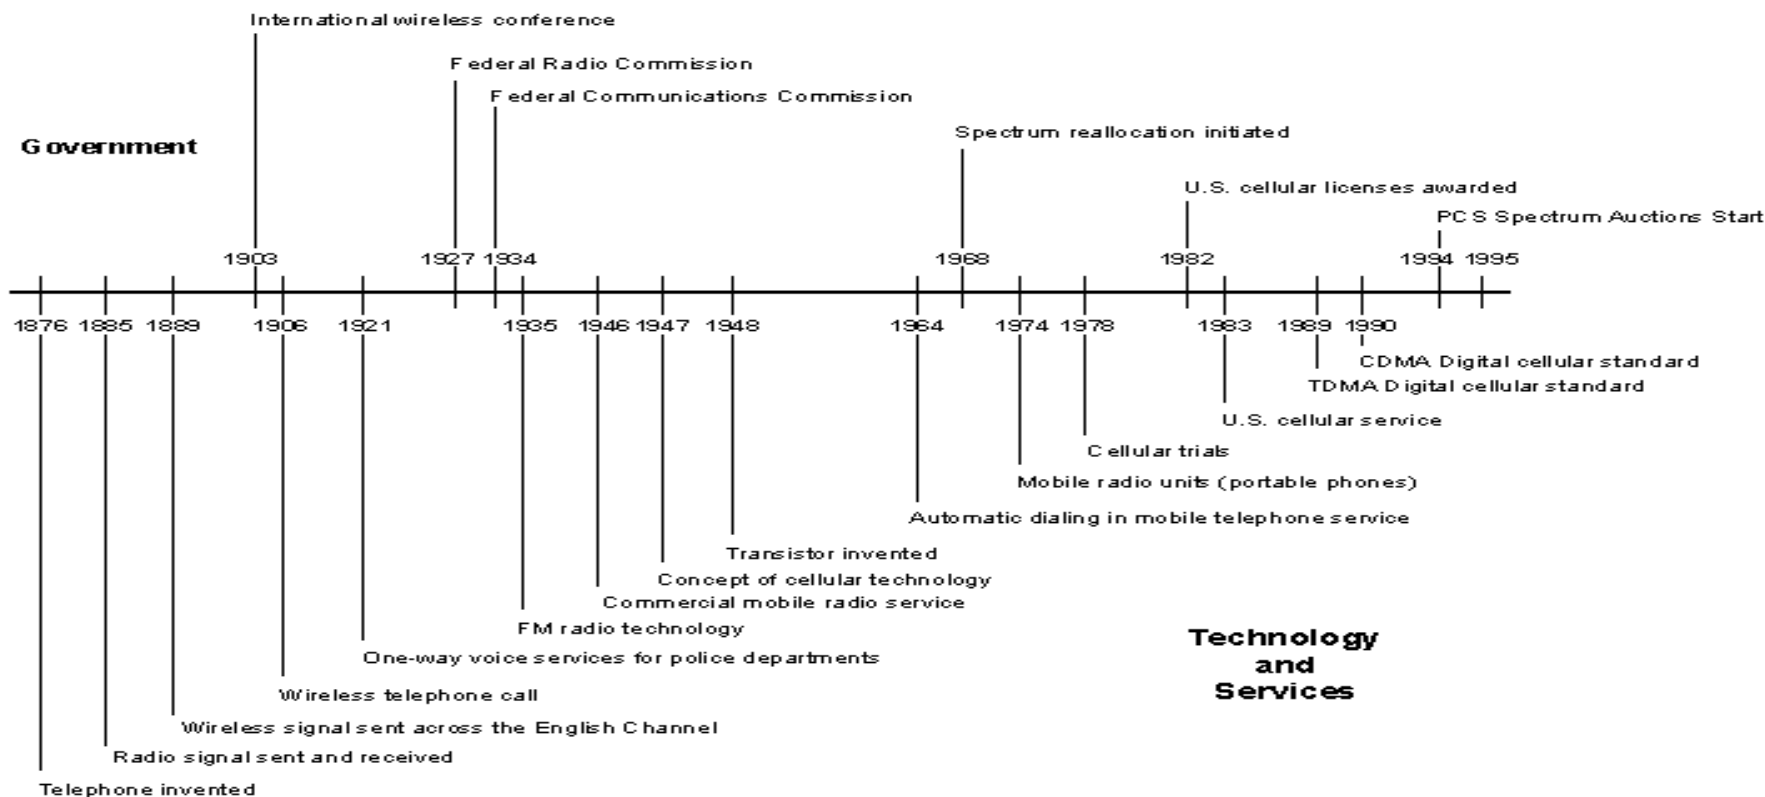 International wireless conference
Federal Radio Commission
Federal Communications Commission
Spectrum reallocation initiated
Government
U.S. cellular licenses awarded
PCS Spectrum Auctions Start
1903 1927 1934 1968 1982 1994 1995
1876 1885 1889 1906 1921 1935 1946 1947 1948 1964 1974 1978 1983 1989 1990
CDMA Digital cellular standard
TDMA Digital cellular standard
U.S. cellular service
Cellular trials
Mobile radio units (portable phones)
Automatic dialing in mobile telephone service
Transistor invented
Concept of cellular technology
Commercial mobile radio service
FM radio technology
Technology
and
Services
One-way voice services for police departments
Wireless telephone call
Wireless signal sent across the English Channel
Radio signal sent and received
Telephone invented